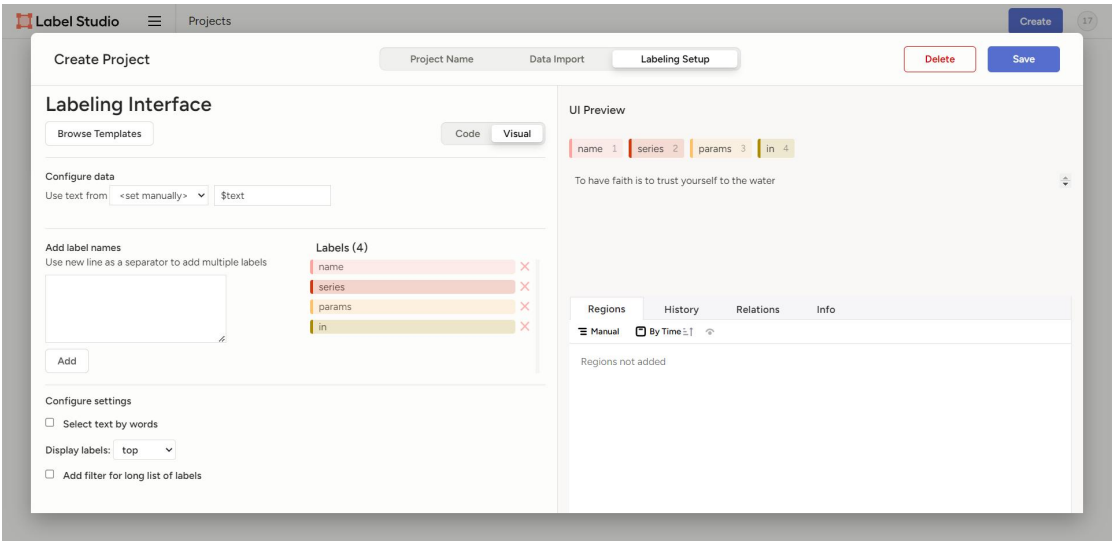 Label Studio
Projects
Create
17
Create Project
Project Name
Data Import
Labeling Setup
Delete
Save
Labeling Interface
Browse Templates
Code
Visual
Configure data
Use text from <set manually> $text
Add label names
Use new line as a separator to add multiple labels
Add
Labels (4)
name
series
params
in
Configure settings
Select text by words
Display labels: top
Add filter for long list of labels
UI Preview
name 1 series 2 params 3 in 4
To have faith is to trust yourself to the water
Regions History Relations Info
Manual By Time
Regions not added